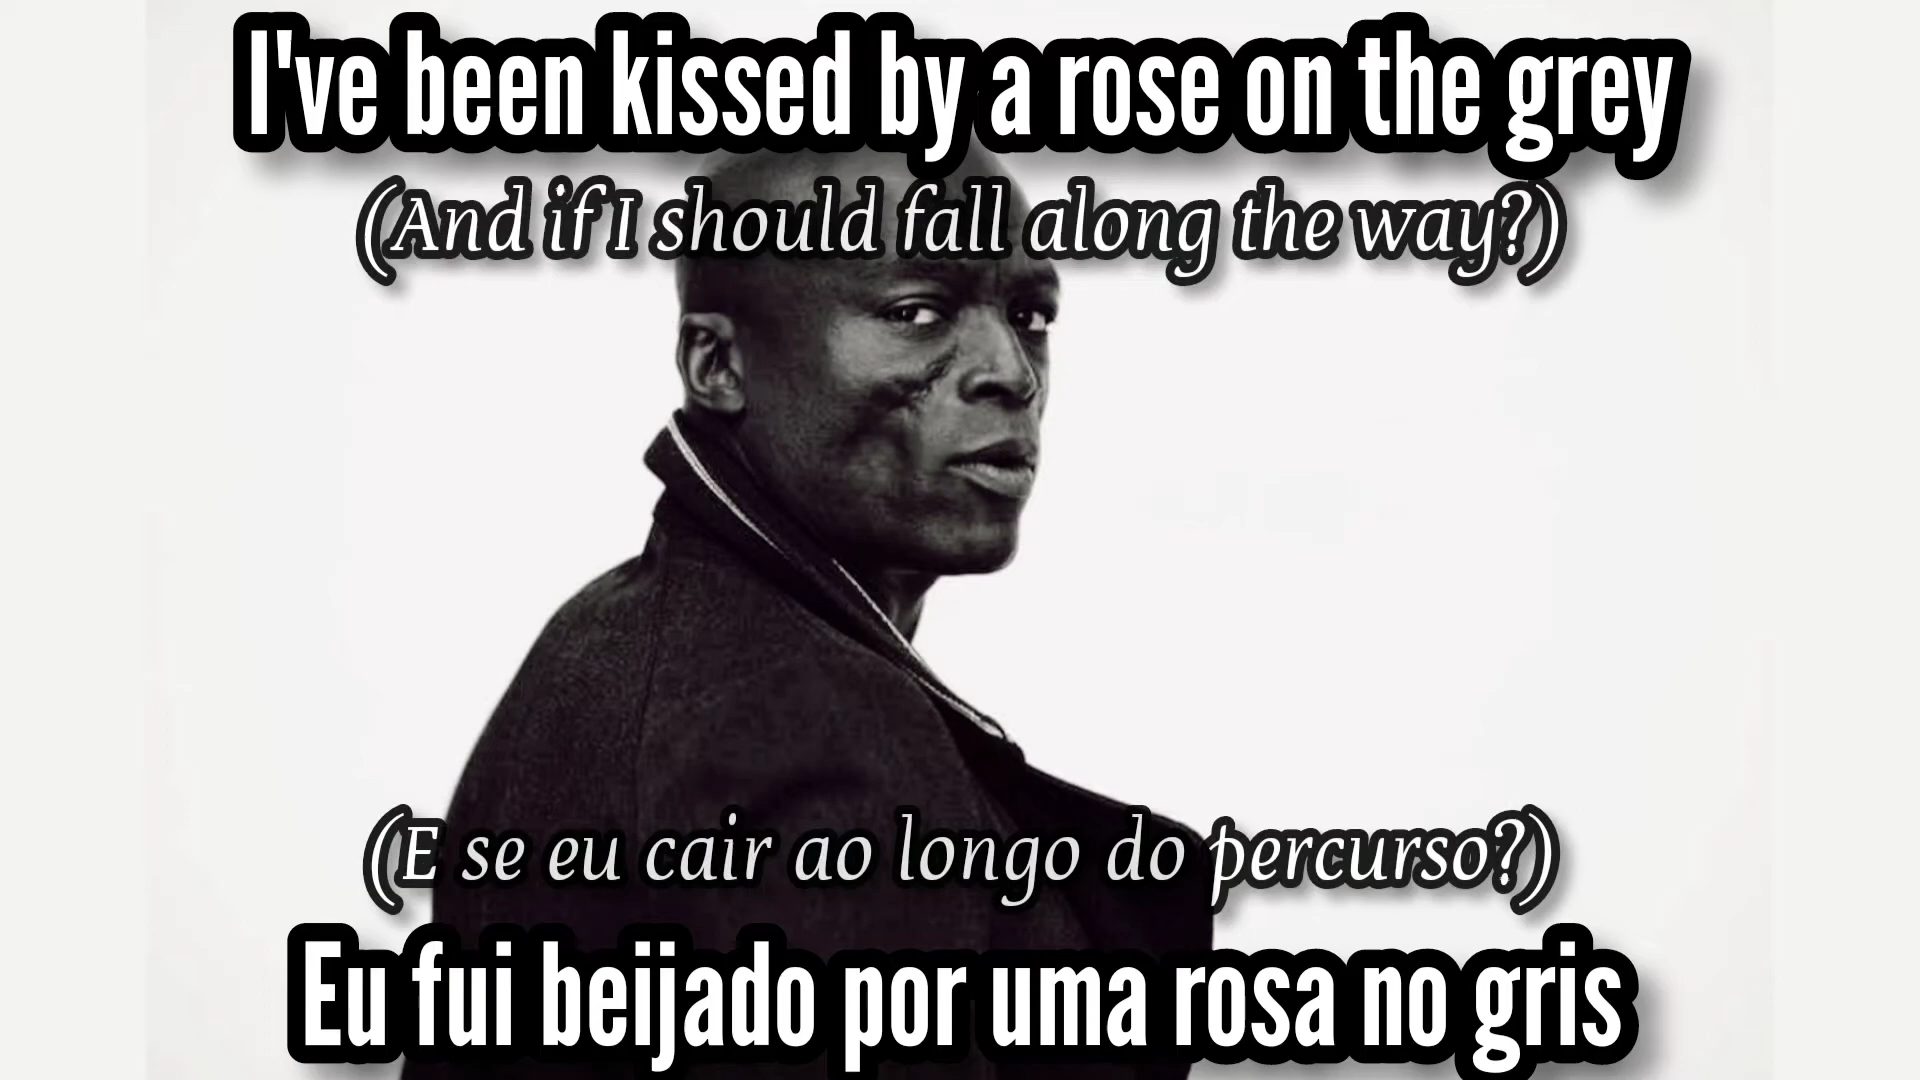 I've been kissed by a rose on the grey
(And if I should fall along the way?)
(E se eu cair ao longo do percurso?)
Eu fui beijado por uma rosa no gris